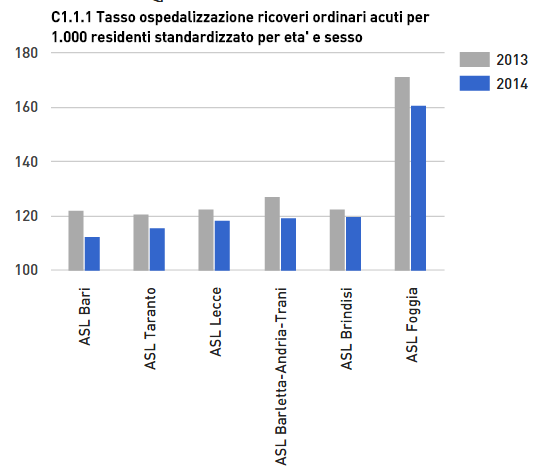 C1.1.1 Tasso ospedalizzazione ricoveri ordinari acuti per
1.000 residenti standardizzato per eta' e sesso
180
160
140
120
100
2013
2014
ASL Bari
ASL Taranto
ASL Lecce
ASL Barletta-Andria-Trani
ASL Brindisi
ASL Foggia